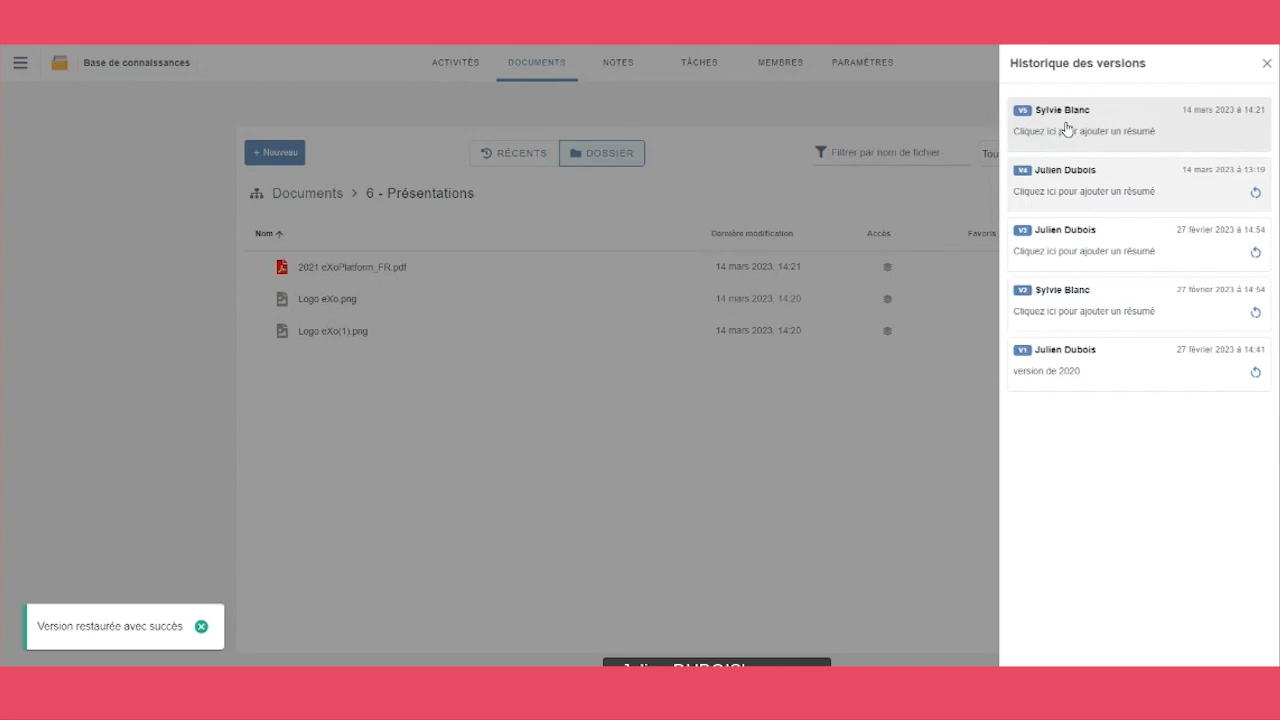 Base de connaissances
ACTIVITÉS
DOCUMENTS
NOTES
TÂCHES
MEMBRES
PARAMÈTRES
+ Nouveau
RÉCENTS
DOSSIER
Filtrer par nom de fichier
Tou
Documents > 6 - Présentations
Nom
Dernière modification
Accès
Favoris
2021 eXoPlatform_FR.pdf 14 mars 2023, 14:21
Logo eXo.png 14 mars 2023, 14:20
Logo eXo(1).png 14 mars 2023, 14:20
Historique des versions
V5 Sylvie Blanc 14 mars 2023 à 14:21
Cliquez ici pour ajouter un résumé
V4 Julien Dubois 14 mars 2023 à 13:19
Cliquez ici pour ajouter un résumé
V3 Julien Dubois 27 février 2023 à 14:54
Cliquez ici pour ajouter un résumé
V2 Sylvie Blanc 27 février 2023 à 14:54
Cliquez ici pour ajouter un résumé
V1 Julien Dubois 27 février 2023 à 14:41
version de 2020
Version restaurée avec succès